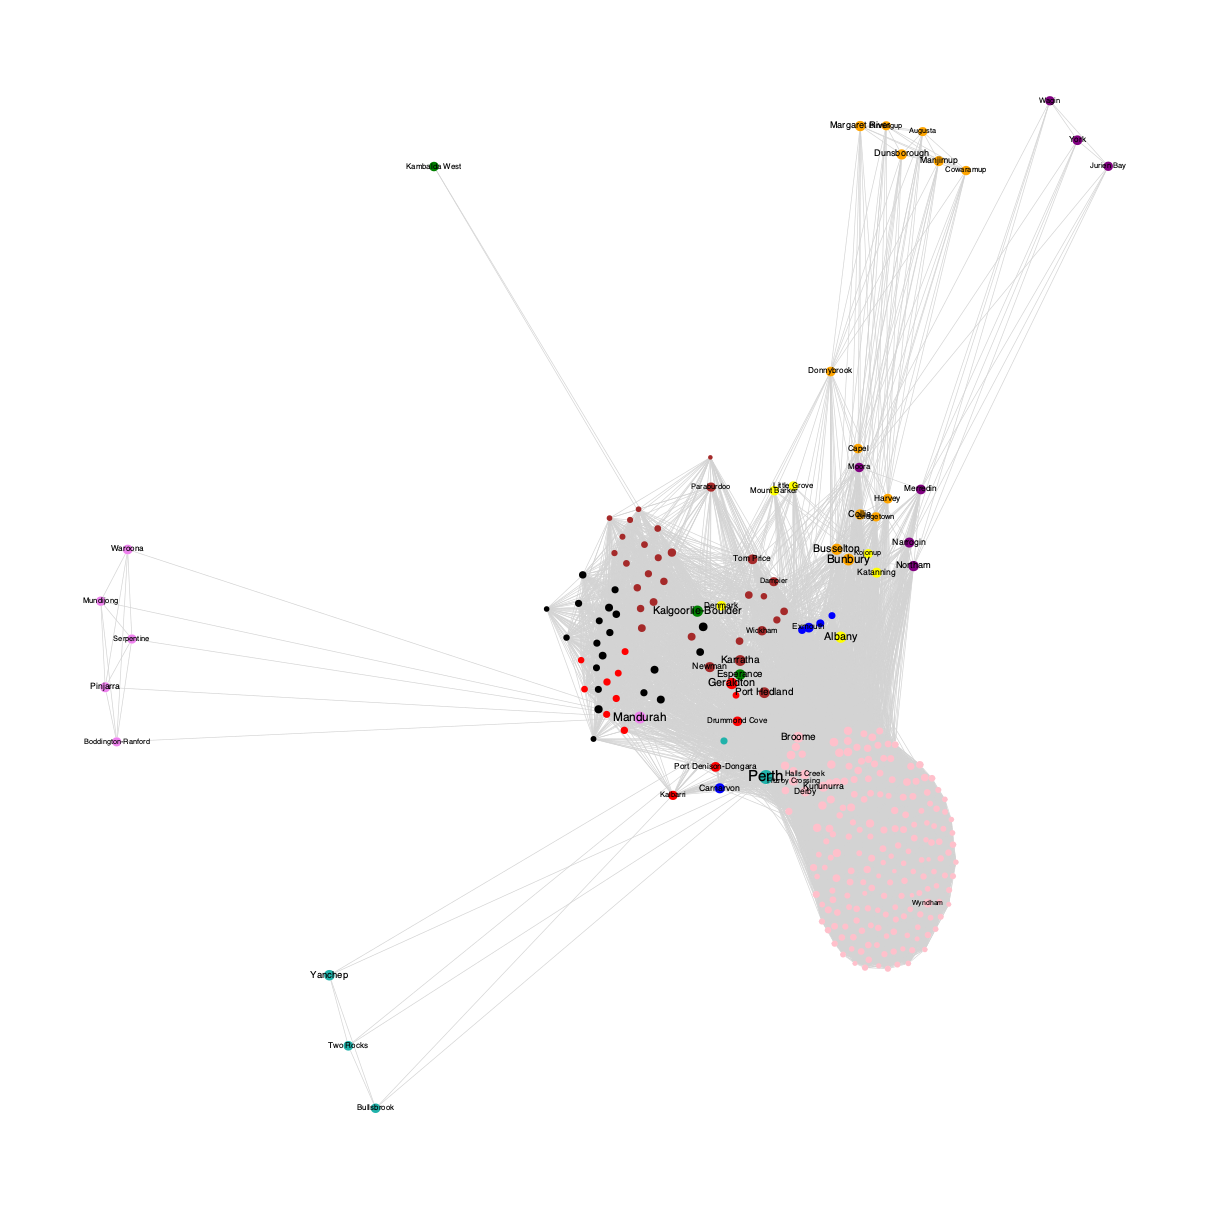 Wagin
Margaret River
Augusta
York
Dunsborough
Manjimup
Kambalda West
Cowaramup
Jurien Bay
Donnybrook
Capel
Moora
Paraburdoo
Little Grove
Mount Barker
Merredin
Harvey
Collie
Bridgetown
Narrogin
Waroona
Busselton
Kojonup
Tom Price
Bunbury
Northam
Katanning
Dampier
Mundijong
Denmark
Kalgoorlie-Boulder
Exmouth
Wickham
Albany
Serpentine
Karratha
Newman
Esperance
Geraldton
Pinjarra
Port Hedland
Mandurah
Drummond Cove
Broome
Boddington-Ranford
Port Denison-Dongara
Halls Creek
Perth
Fitzroy Crossing
Kununurra
Carnarvon
Derby
Kalbarri
Wyndham
Yanchep
Two Rocks
Bullsbrook